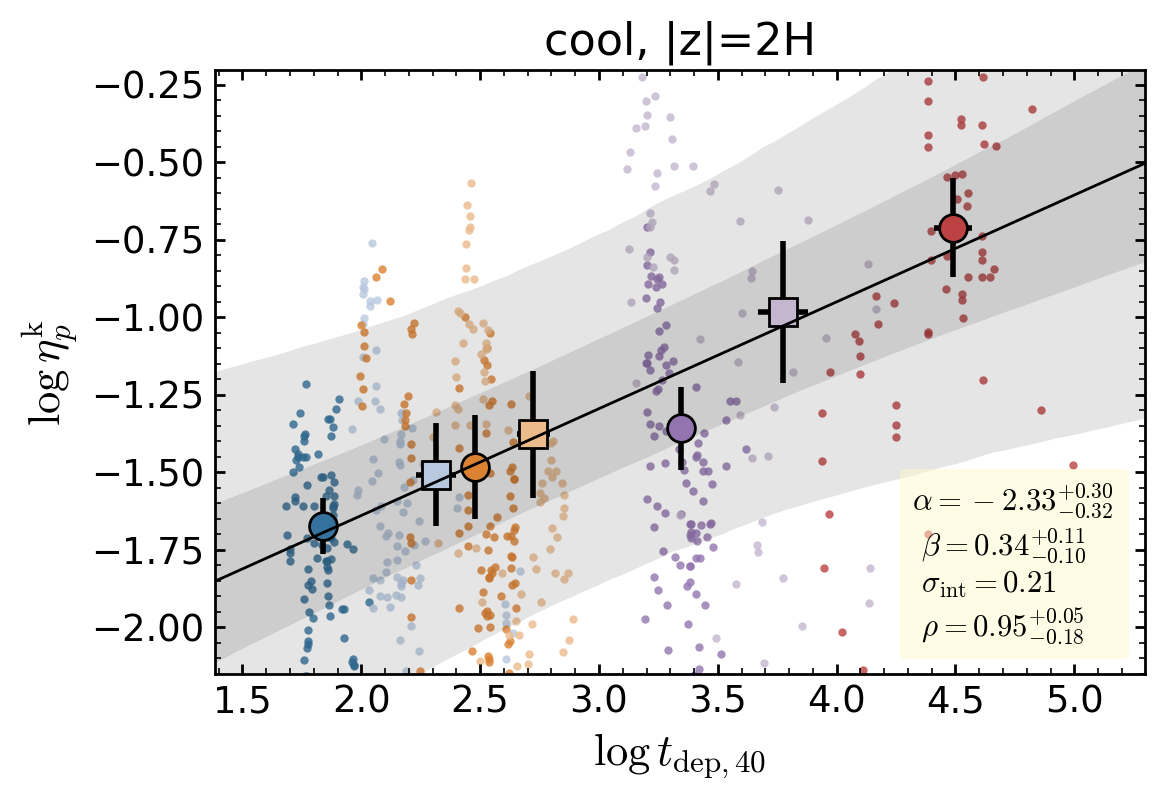 cool, |z|=2H
−0.25
−0.50
−0.75
−1.00
−1.25
−1.50
−1.75
−2.00
log η_p^k
α = −2.33^{+0.30}_{−0.32}
β = 0.34^{+0.11}_{−0.10}
σ_int = 0.21
ρ = 0.95^{+0.05}_{−0.18}
1.5 2.0 2.5 3.0 3.5 4.0 4.5 5.0
log t_{dep, 40}